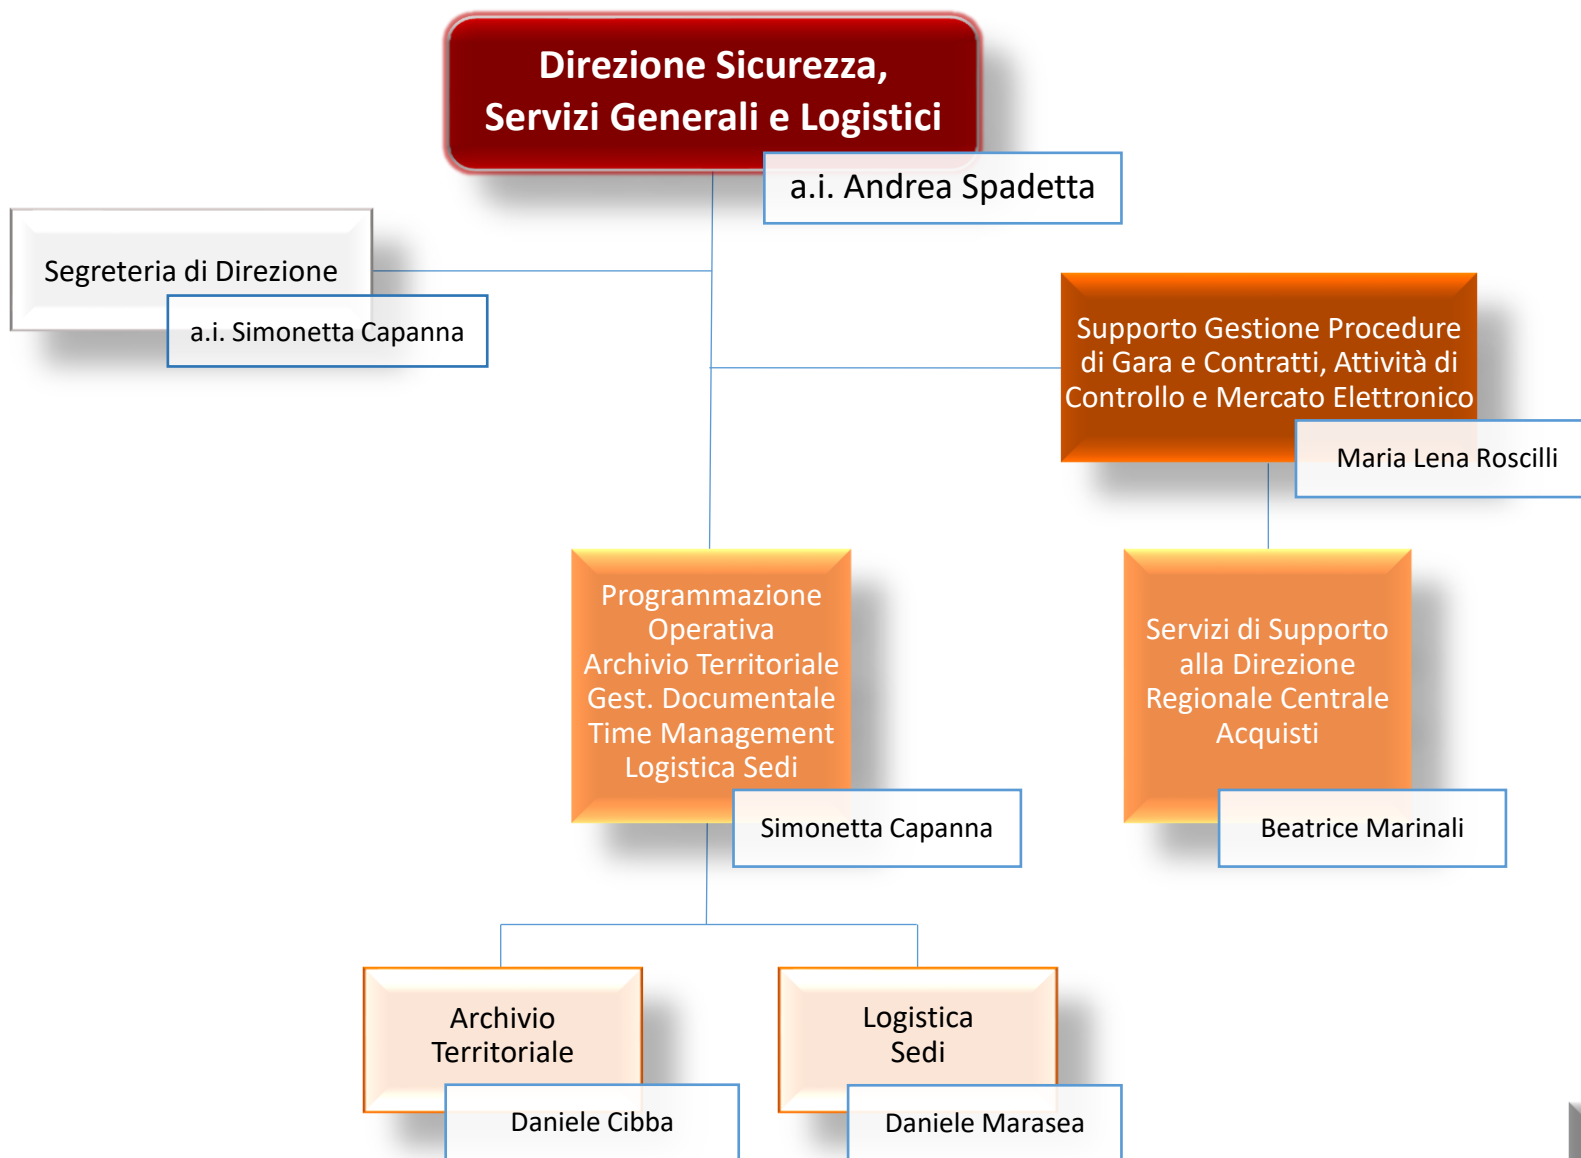 Direzione Sicurezza,
Servizi Generali e Logistici
a.i. Andrea Spadetta
Segreteria di Direzione
a.i. Simonetta Capanna
Supporto Gestione Procedure
di Gara e Contratti, Attività di
Controllo e Mercato Elettronico
Maria Lena Roscilli
Programmazione
Operativa
Archivio Territoriale
Gest. Documentale
Time Management
Logistica Sedi
Simonetta Capanna
Servizi di Supporto
alla Direzione
Regionale Centrale
Acquisti
Beatrice Marinali
Archivio
Territoriale
Daniele Cibba
Logistica
Sedi
Daniele Marasea